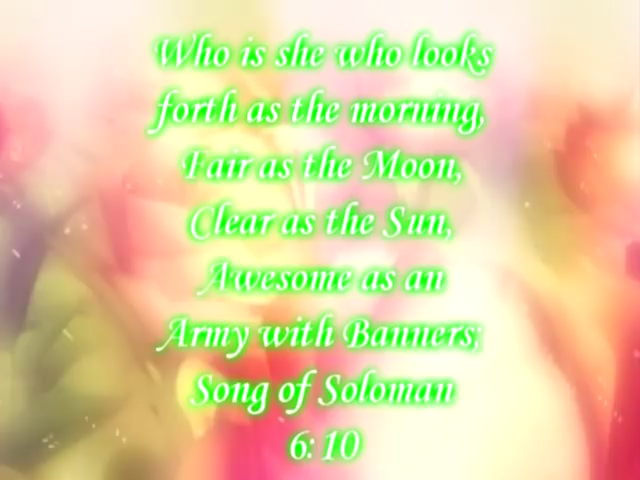 Who is she who looks
forth as the morning,
Fair as the Moon,
Clear as the Sun,
Awesome as an
Army with Banners;
Song of Soloman
6:10